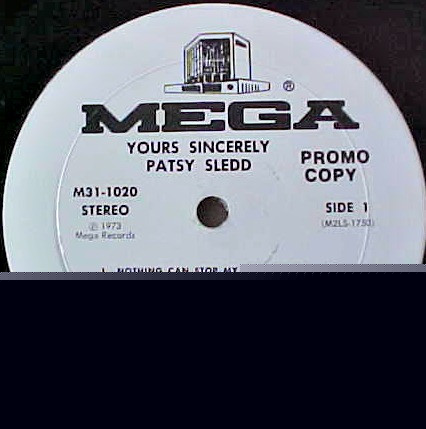 ®
MEGA
YOURS SINCERELY
PATSY SLEDD
PROMO
COPY
M31-1020
STEREO
SIDE 1
℗ 1973
Mega Records
(M2LS-1750)
1. NOTHING CAN STOP MY